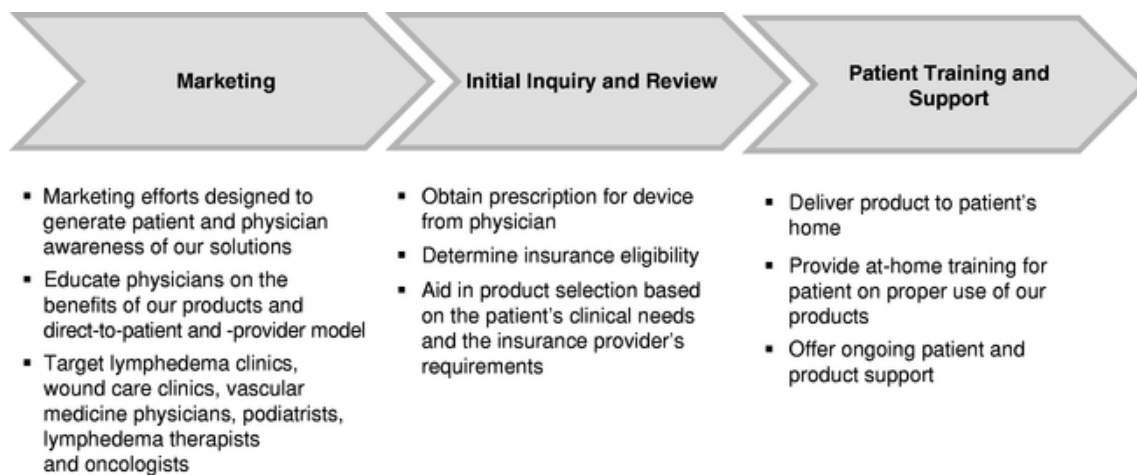 Marketing
Initial Inquiry and Review
Patient Training and
Support
▪ Marketing efforts designed to
generate patient and physician
awareness of our solutions
▪ Educate physicians on the
benefits of our products and
direct-to-patient and -provider model
▪ Target lymphedema clinics,
wound care clinics, vascular
medicine physicians, podiatrists,
lymphedema therapists
and oncologists
▪ Obtain prescription for device
from physician
▪ Determine insurance eligibility
▪ Aid in product selection based
on the patient's clinical needs
and the insurance provider's
requirements
▪ Deliver product to patient's
home
▪ Provide at-home training for
patient on proper use of our
products
▪ Offer ongoing patient and
product support